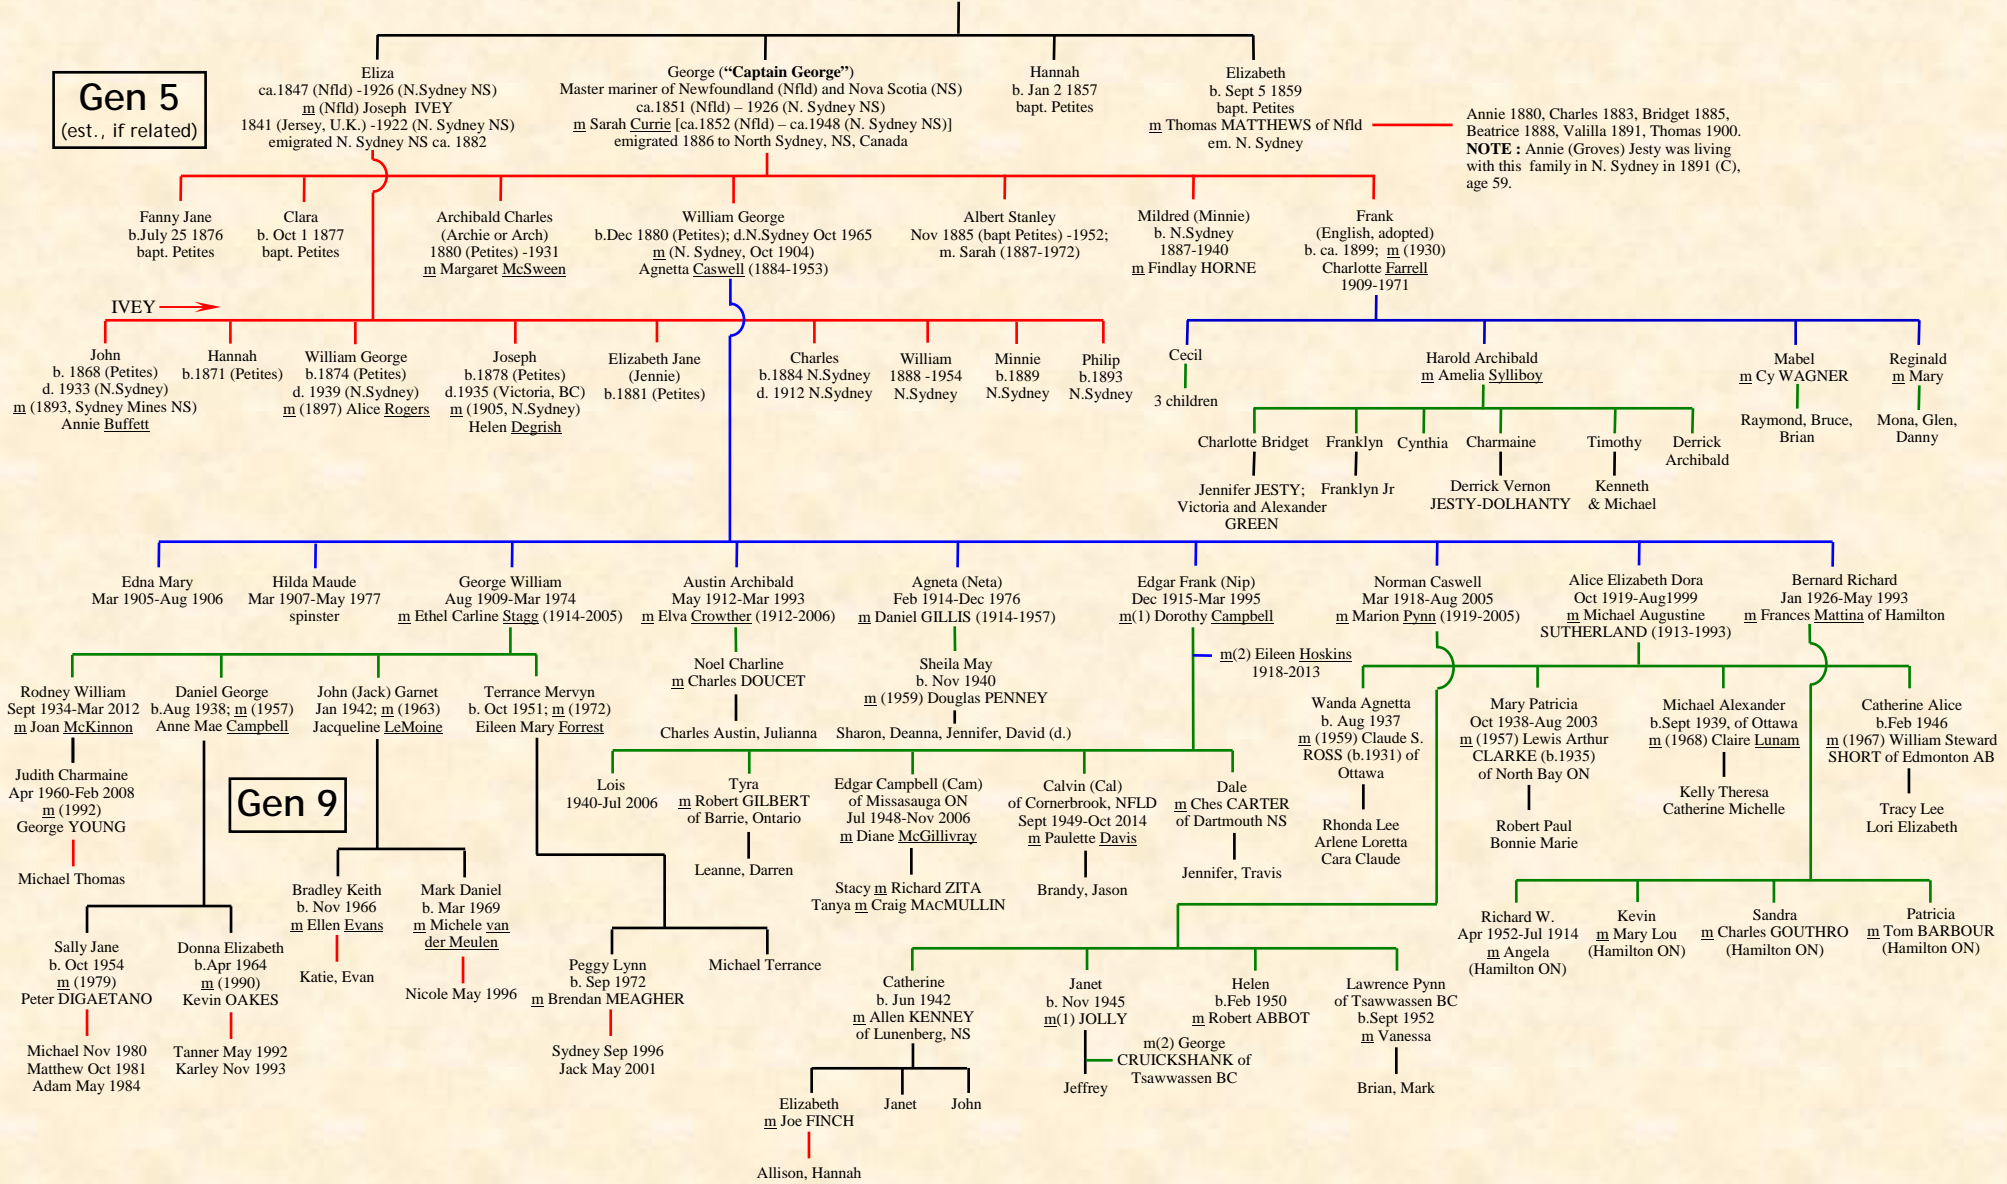 Gen 5
(est., if related)
Eliza
ca.1847 (Nfld) -1926 (N.Sydney NS)
m (Nfld) Joseph IVEY
1841 (Jersey, U.K.) -1922 (N. Sydney NS)
emigrated N. Sydney NS ca. 1882
George (“Captain George”)
Master mariner of Newfoundland (Nfld) and Nova Scotia (NS)
ca.1851 (Nfld) – 1926 (N. Sydney NS)
m Sarah Currie [ca.1852 (Nfld) – ca.1948 (N. Sydney NS)]
emigrated 1886 to North Sydney, NS, Canada
Hannah
b. Jan 2 1857
bapt. Petites
Elizabeth
b. Sept 5 1859
bapt. Petites
m Thomas MATTHEWS of Nfld
em. N. Sydney
Annie 1880, Charles 1883, Bridget 1885,
Beatrice 1888, Valilla 1891, Thomas 1900.
NOTE : Annie (Groves) Jesty was living
with this family in N. Sydney in 1891 (C),
age 59.
Fanny Jane
b.July 25 1876
bapt. Petites
Clara
b. Oct 1 1877
bapt. Petites
Archibald Charles
(Archie or Arch)
1880 (Petites) -1931
m Margaret McSween
William George
b.Dec 1880 (Petites); d.N.Sydney Oct 1965
m (N. Sydney, Oct 1904)
Agnetta Caswell (1884-1953)
Albert Stanley
Nov 1885 (bapt Petites) -1952;
m. Sarah (1887-1972)
Mildred (Minnie)
b. N.Sydney
1887-1940
m Findlay HORNE
Frank
(English, adopted)
b. ca. 1899; m (1930)
Charlotte Farrell
1909-1971
IVEY
John
b. 1868 (Petites)
d. 1933 (N.Sydney)
m (1893, Sydney Mines NS)
Annie Buffett
Hannah
b.1871 (Petites)
William George
b.1874 (Petites)
d. 1939 (N.Sydney)
m (1897) Alice Rogers
Joseph
b.1878 (Petites)
d.1935 (Victoria, BC)
m (1905, N.Sydney)
Helen Degrish
Elizabeth Jane
(Jennie)
b.1881 (Petites)
Charles
b.1884 N.Sydney
d. 1912 N.Sydney
William
1888 -1954
N.Sydney
Minnie
b.1889
N.Sydney
Philip
b.1893
N.Sydney
Cecil
3 children
Harold Archibald
m Amelia Sylliboy
Mabel
m Cy WAGNER
Raymond, Bruce,
Brian
Reginald
m Mary
Mona, Glen,
Danny
Charlotte Bridget
Jennifer JESTY;
Victoria and Alexander
GREEN
Franklyn
Franklyn Jr
Cynthia
Charmaine
Derrick Vernon
JESTY-DOLHANTY
Timothy
Kenneth
& Michael
Derrick
Archibald
Edna Mary
Mar 1905-Aug 1906
Hilda Maude
Mar 1907-May 1977
spinster
George William
Aug 1909-Mar 1974
m Ethel Carline Stagg (1914-2005)
Austin Archibald
May 1912-Mar 1993
m Elva Crowther (1912-2006)
Agneta (Neta)
Feb 1914-Dec 1976
m Daniel GILLIS (1914-1957)
Edgar Frank (Nip)
Dec 1915-Mar 1995
m(1) Dorothy Campbell
m(2) Eileen Hoskins
1918-2013
Norman Caswell
Mar 1918-Aug 2005
m Marion Pynn (1919-2005)
Alice Elizabeth Dora
Oct 1919-Aug1999
m Michael Augustine
SUTHERLAND (1913-1993)
Bernard Richard
Jan 1926-May 1993
m Frances Mattina of Hamilton
Rodney William
Sept 1934-Mar 2012
m Joan McKinnon
Daniel George
b.Aug 1938; m (1957)
Anne Mae Campbell
John (Jack) Garnet
Jan 1942; m (1963)
Jacqueline LeMoine
Terrance Mervyn
b. Oct 1951; m (1972)
Eileen Mary Forrest
Noel Charline
m Charles DOUCET
Charles Austin, Julianna
Sheila May
b. Nov 1940
m (1959) Douglas PENNEY
Sharon, Deanna, Jennifer, David (d.)
Wanda Agnetta
b. Aug 1937
m (1959) Claude S.
ROSS (b.1931) of
Ottawa
Rhonda Lee
Arlene Loretta
Cara Claude
Mary Patricia
Oct 1938-Aug 2003
m (1957) Lewis Arthur
CLARKE (b.1935)
of North Bay ON
Robert Paul
Bonnie Marie
Michael Alexander
b.Sept 1939, of Ottawa
m (1968) Claire Lunam
Kelly Theresa
Catherine Michelle
Catherine Alice
b.Feb 1946
m (1967) William Steward
SHORT of Edmonton AB
Tracy Lee
Lori Elizabeth
Judith Charmaine
Apr 1960-Feb 2008
m (1992)
George YOUNG
Michael Thomas
Gen 9
Lois
1940-Jul 2006
Tyra
m Robert GILBERT
of Barrie, Ontario
Leanne, Darren
Edgar Campbell (Cam)
of Missasauga ON
Jul 1948-Nov 2006
m Diane McGillivray
Stacy m Richard ZITA
Tanya m Craig MACMULLIN
Calvin (Cal)
of Cornerbrook, NFLD
Sept 1949-Oct 2014
m Paulette Davis
Brandy, Jason
Dale
m Ches CARTER
of Dartmouth NS
Jennifer, Travis
Sally Jane
b. Oct 1954
m (1979)
Peter DIGAETANO
Michael Nov 1980
Matthew Oct 1981
Adam May 1984
Donna Elizabeth
b.Apr 1964
m (1990)
Kevin OAKES
Tanner May 1992
Karley Nov 1993
Bradley Keith
b. Nov 1966
m Ellen Evans
Katie, Evan
Mark Daniel
b. Mar 1969
m Michele van
der Meulen
Nicole May 1996
Peggy Lynn
b. Sep 1972
m Brendan MEAGHER
Sydney Sep 1996
Jack May 2001
Michael Terrance
Catherine
b. Jun 1942
m Allen KENNEY
of Lunenberg, NS
Elizabeth
m Joe FINCH
Allison, Hannah
Janet
John
Janet
b. Nov 1945
m(1) JOLLY
m(2) George
CRUICKSHANK of
Tsawwassen BC
Jeffrey
Helen
b.Feb 1950
m Robert ABBOT
Lawrence Pynn
of Tsawwassen BC
b.Sept 1952
m Vanessa
Brian, Mark
Richard W.
Apr 1952-Jul 1914
m Angela
(Hamilton ON)
Kevin
m Mary Lou
(Hamilton ON)
Sandra
m Charles GOUTHRO
(Hamilton ON)
Patricia
m Tom BARBOUR
(Hamilton ON)